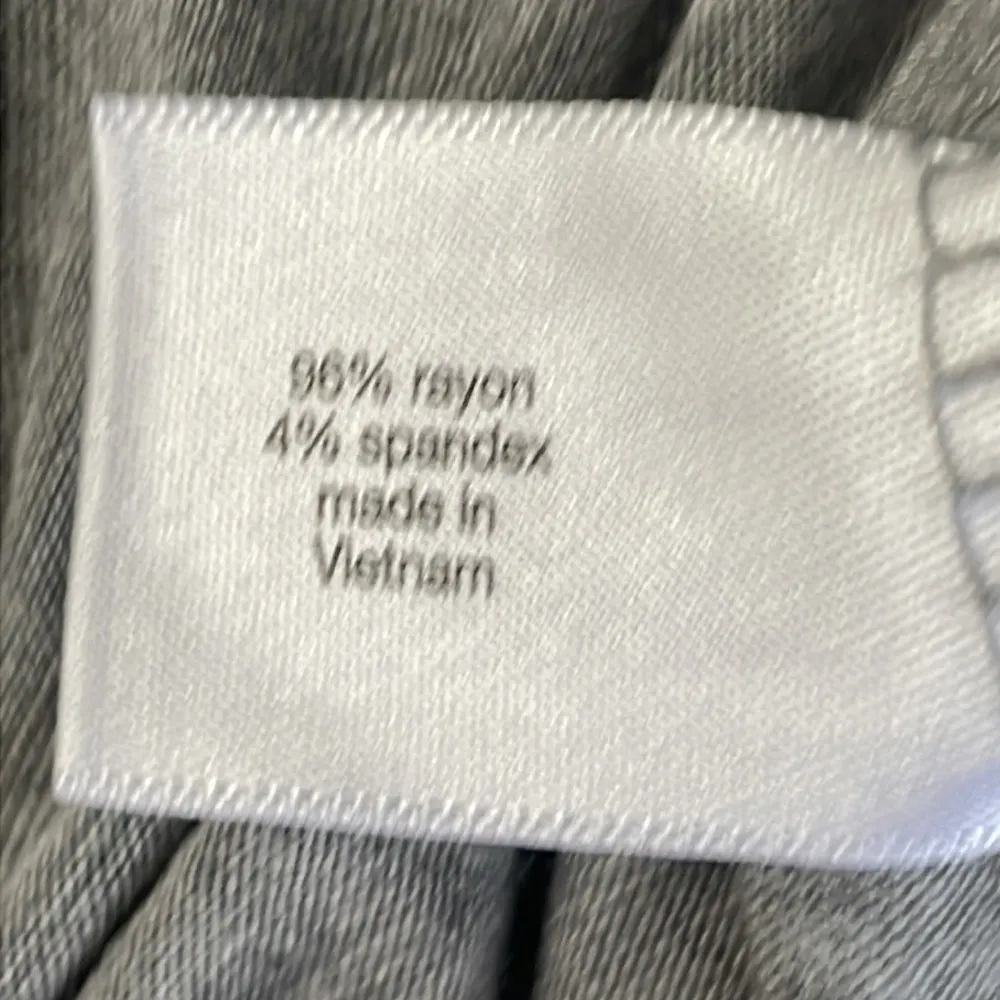 96% rayon
4% spandex
made in
Vietnam